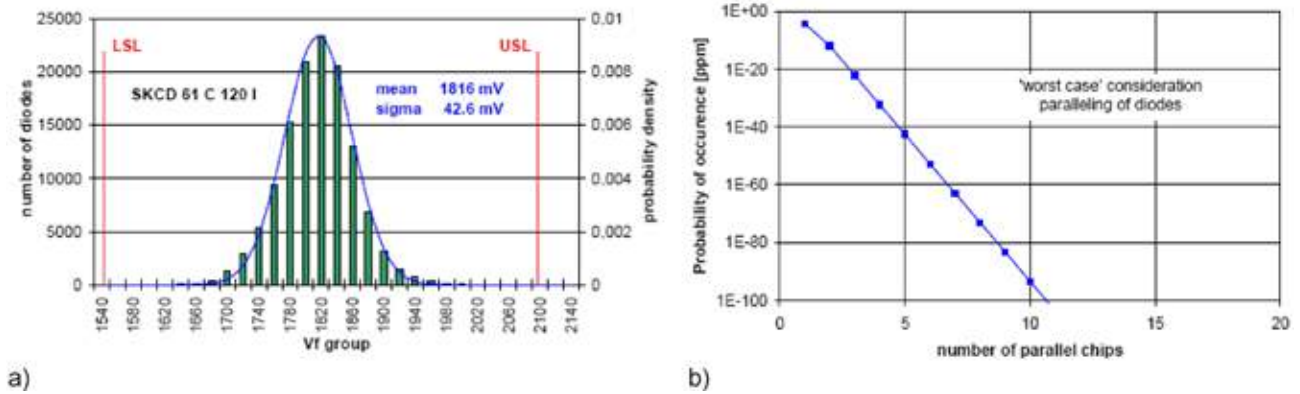 25000
20000
15000
10000
5000
0
number of diodes
LSL
USL
SKCD 61 C 120 I
mean 1816 mV
sigma 42.6 mV
0,01
0,008
0,006
0,004
0,002
0
probability density
1540
1580
1620
1660
1700
1740
1780
1820
1860
1900
1940
1980
2020
2060
2100
2140
Vf group
a)
1E+00
1E-20
1E-40
1E-60
1E-80
1E-100
Probability of occurence [ppm]
'worst case' consideration
paralleling of diodes
0 5 10 15 20
number of parallel chips
b)